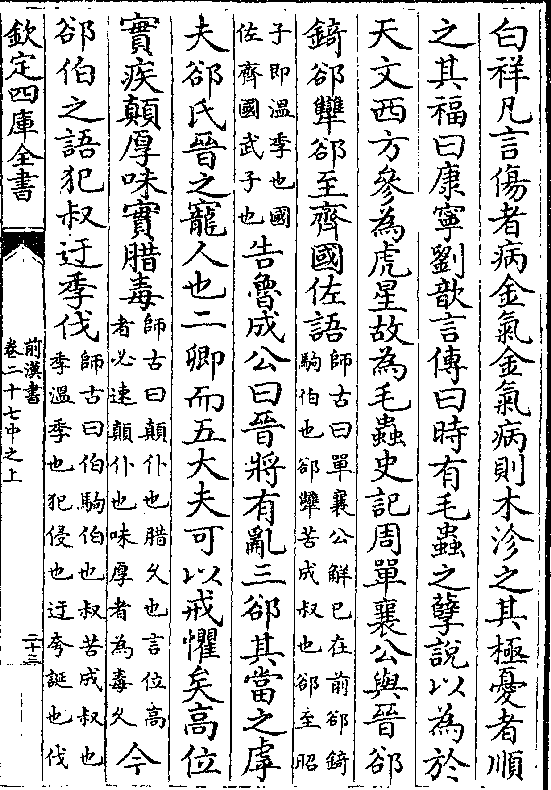 白祥凡言傷者病金氣金氣病則木沴之其極憂者順
之其福曰康寧劉歆言傳曰時有毛蟲之孽說以為於
天文西方參為虎星故為毛蟲史記周單襄公與晉郤
錡郤犫郤至齊國佐語師古曰單襄公解已在前郤錡
駒伯也郤犫苦成叔也郤至昭
子即溫季也國
佐齊國武子也告魯成公曰晉將有亂三郤其當之虖
夫郤氏晉之寵人也二卿而五大夫可以戒懼矣高位
實疾顛厚味實腊毒師古曰顛仆也腊久也言位高
者必速顛仆也味厚者為毒久今
郤伯之語犯叔迂季伐師古曰伯駒伯也叔苦成叔也
季溫季也犯侵也迂夸誕也伐
欽定四庫全書
前漢書
卷二十七中之上
二十三